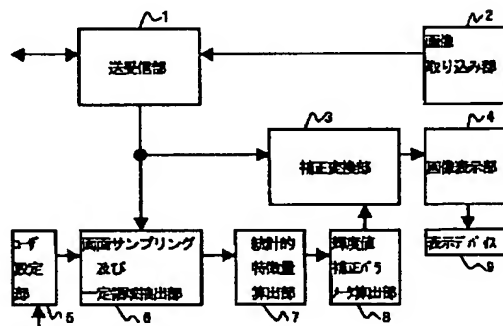 1
2
送受信部
画像
取り込み部
3
4
補正変換部
画像表示部
ユーザ
設定
部
画面サンプリング
及び
一定領域抽出部
統計的
特徴量
算出部
輝度値
補正パラ
メータ算出部
表示デバイス
5
6
7
8
9